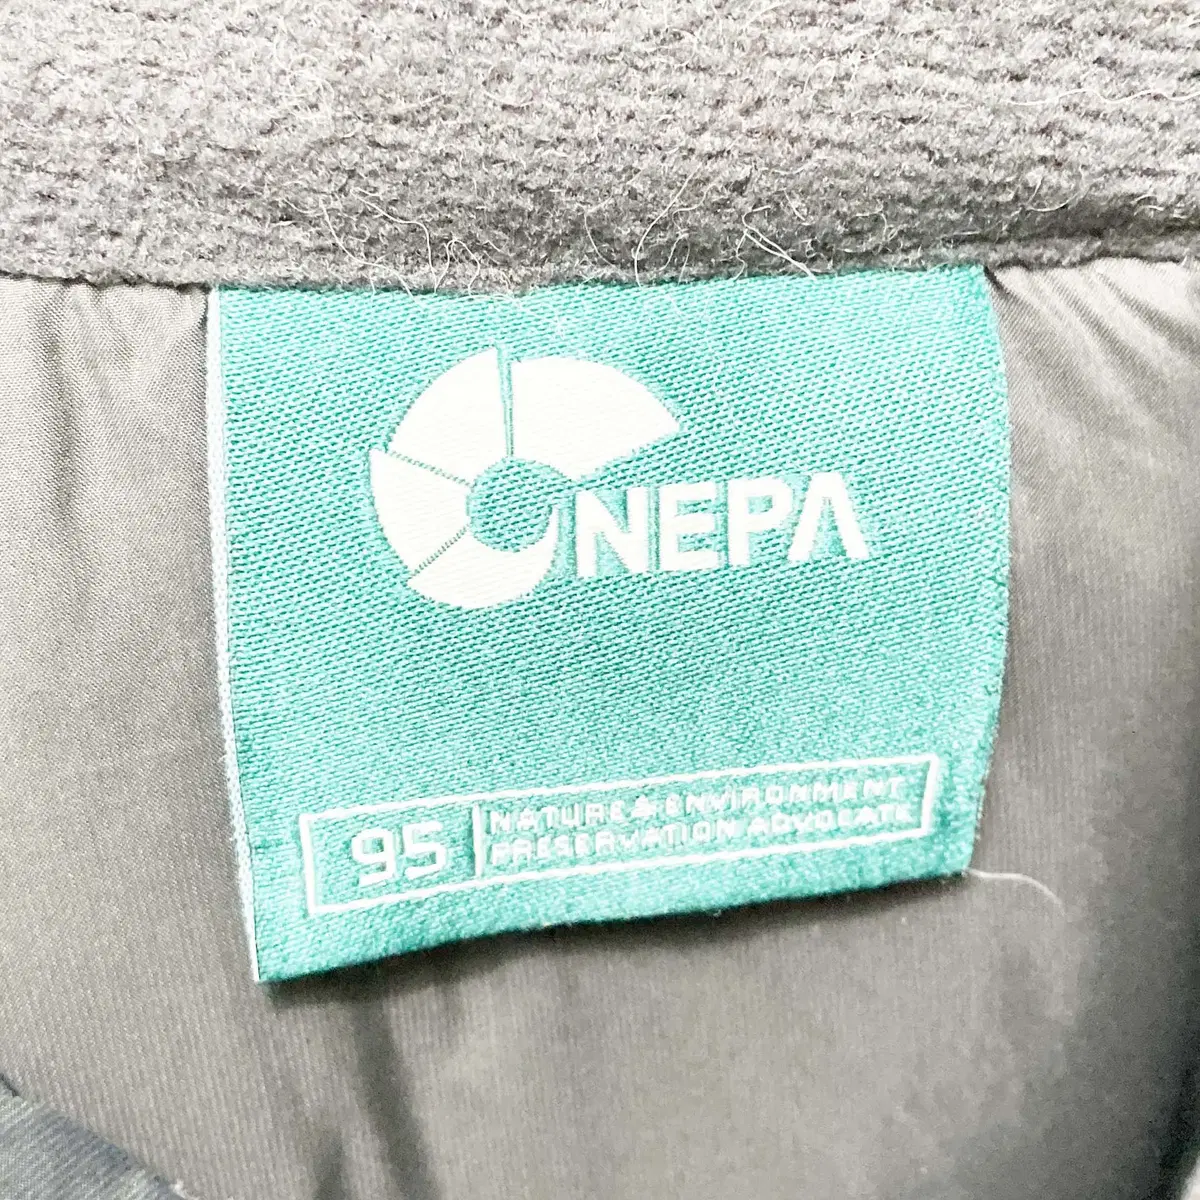 NEPA
95
NATURE & ENVIRONMENT
PRESERVATION ADVOCATE